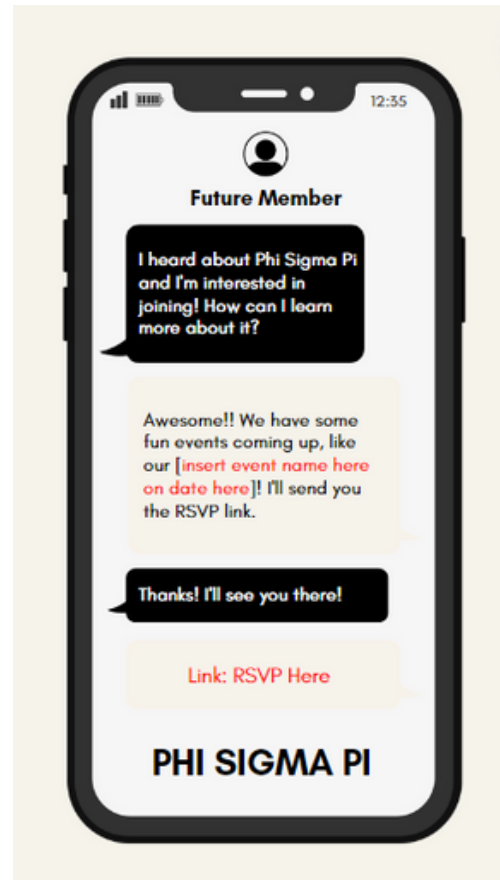 12:35
Future Member
I heard about Phi Sigma Pi
and I'm interested in
joining! How can I learn
more about it?
Awesome!! We have some
fun events coming up, like
our [insert event name here
on date here]! I'll send you
the RSVP link.
Thanks! I'll see you there!
Link: RSVP Here
PHI SIGMA PI